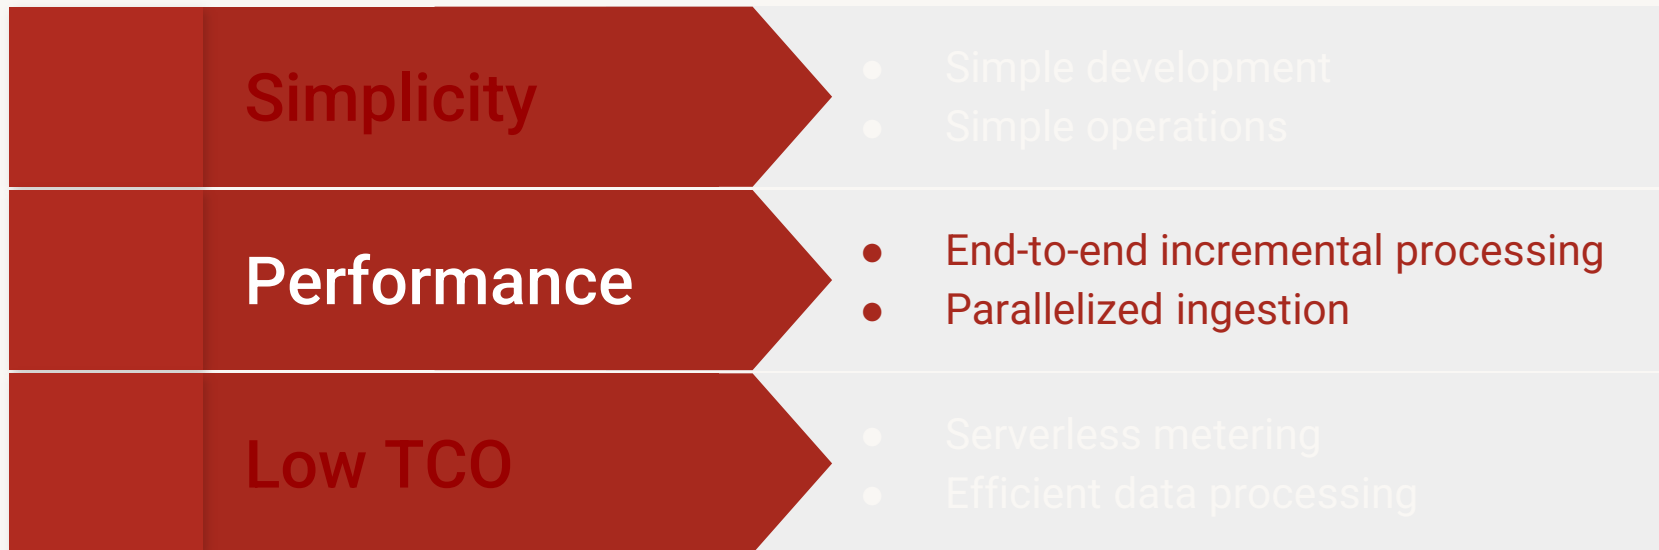 Simplicity
● Simple development
● Simple operations
Performance
● End-to-end incremental processing
● Parallelized ingestion
Low TCO
● Serverless metering
● Efficient data processing